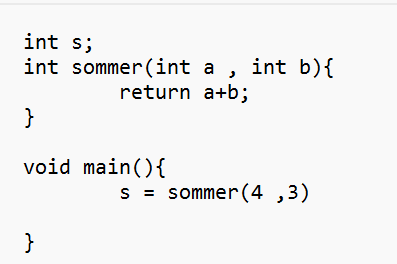 int s;
int sommer(int a , int b){
return a+b;
}
void main(){
s = sommer(4 ,3)
}